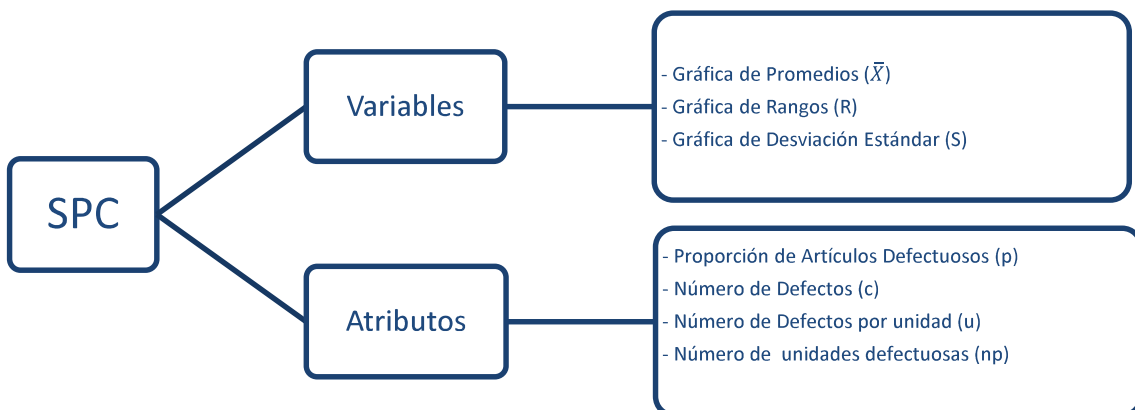 SPC
Variables
- Gráfica de Promedios (X̅)
- Gráfica de Rangos (R)
- Gráfica de Desviación Estándar (S)
Atributos
- Proporción de Artículos Defectuosos (p)
- Número de Defectos (c)
- Número de Defectos por unidad (u)
- Número de  unidades defectuosas (np)